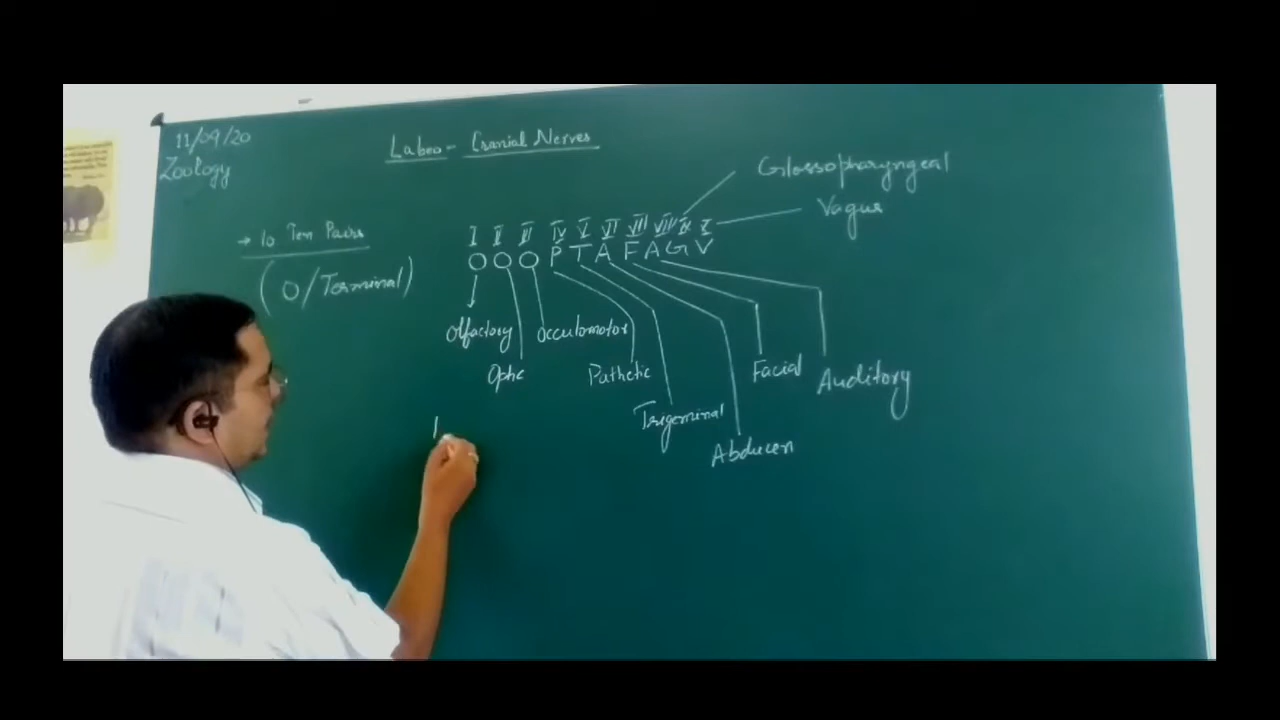 11/09/20
Zoology
Labeo - Cranial Nerves
→ 10 Ten Pairs
(0/Terminal)
I II III IV V VI VII VIII IX X
O O O P T A F A G V
Glossopharyngeal
Vagus
Olfactory
Optic
Occulomotor
Pathetic
Trigeminal
Abducen
Facial
Auditory